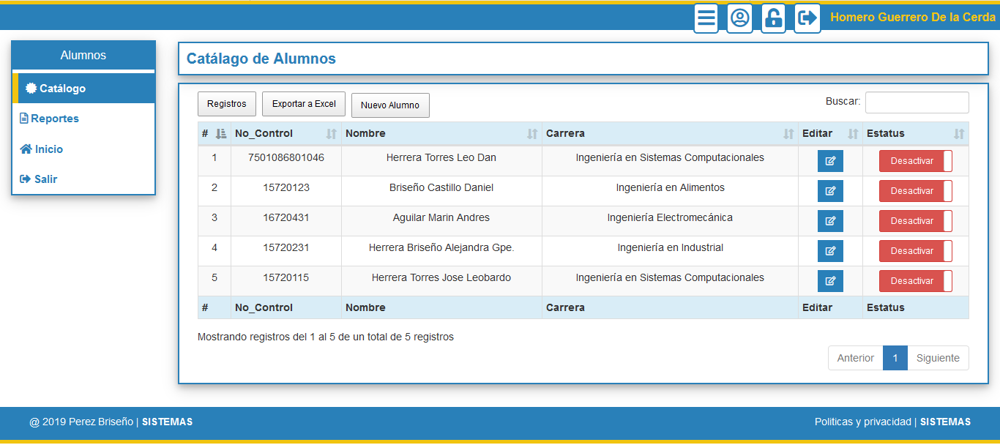 Homero Guerrero De la Cerda
Alumnos
Catálogo
Reportes
Inicio
Salir
Catálago de Alumnos
Registros Exportar a Excel Nuevo Alumno Buscar:
# No_Control Nombre Carrera Editar Estatus
1 7501086801046 Herrera Torres Leo Dan Ingeniería en Sistemas Computacionales Desactivar
2 15720123 Briseño Castillo Daniel Ingeniería en Alimentos Desactivar
3 16720431 Aguilar Marin Andres Ingeniería Electromecánica Desactivar
4 15720231 Herrera Briseño Alejandra Gpe. Ingeniería en Industrial Desactivar
5 15720115 Herrera Torres Jose Leobardo Ingeniería en Sistemas Computacionales Desactivar
# No_Control Nombre Carrera Editar Estatus
Mostrando registros del 1 al 5 de un total de 5 registros
Anterior 1 Siguiente
@ 2019 Perez Briseño | SISTEMAS
Politicas y privacidad | SISTEMAS